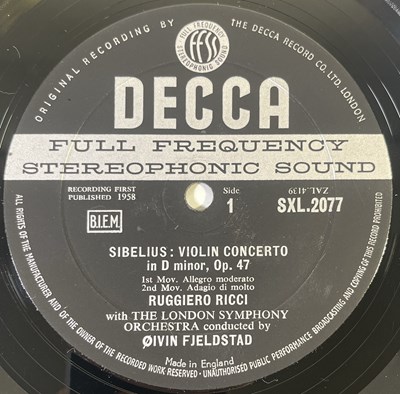 ORIGINAL RECORDING BY THE DECCA RECORD CO. LTD. LONDON
FULL FREQUENCY
ffss
STEREOPHONIC SOUND
DECCA
FULL FREQUENCY
STEREOPHONIC SOUND
RECORDING FIRST
PUBLISHED 1958
Side
1
ZAL.4139
SXL.2077
B.I.E.M.
SIBELIUS: VIOLIN CONCERTO
in D minor, Op. 47
1st Mov. Allegro moderato
2nd Mov. Adagio di molto
RUGGIERO RICCI
with THE LONDON SYMPHONY
ORCHESTRA conducted by
ØIVIN FJELDSTAD
Made in England
ALL RIGHTS OF THE MANUFACTURER AND OF THE OWNER OF THE RECORDED WORK RESERVED · UNAUTHORISED PUBLIC PERFORMANCE BROADCASTING AND COPYING OF THIS RECORD PROHIBITED